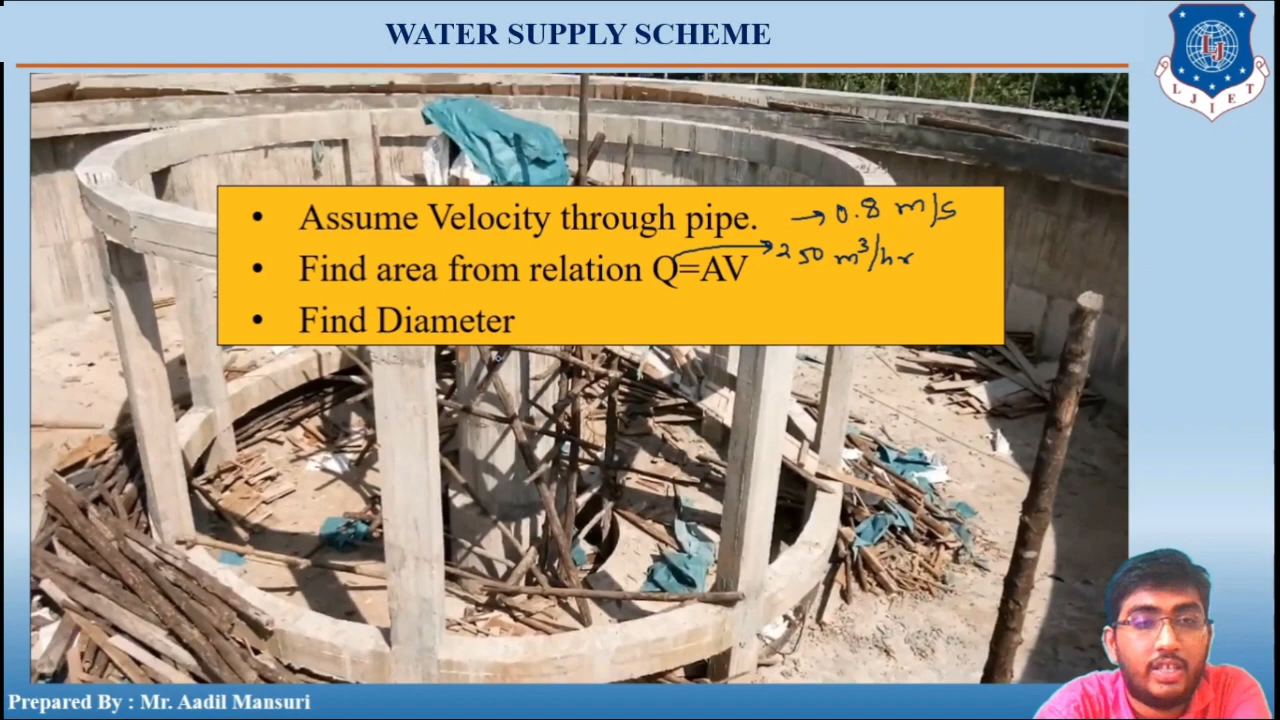 WATER SUPPLY SCHEME
LJIET
• Assume Velocity through pipe. → 0.8 m/s
• Find area from relation Q=AV → 250 m³/hr
• Find Diameter
Prepared By : Mr. Aadil Mansuri